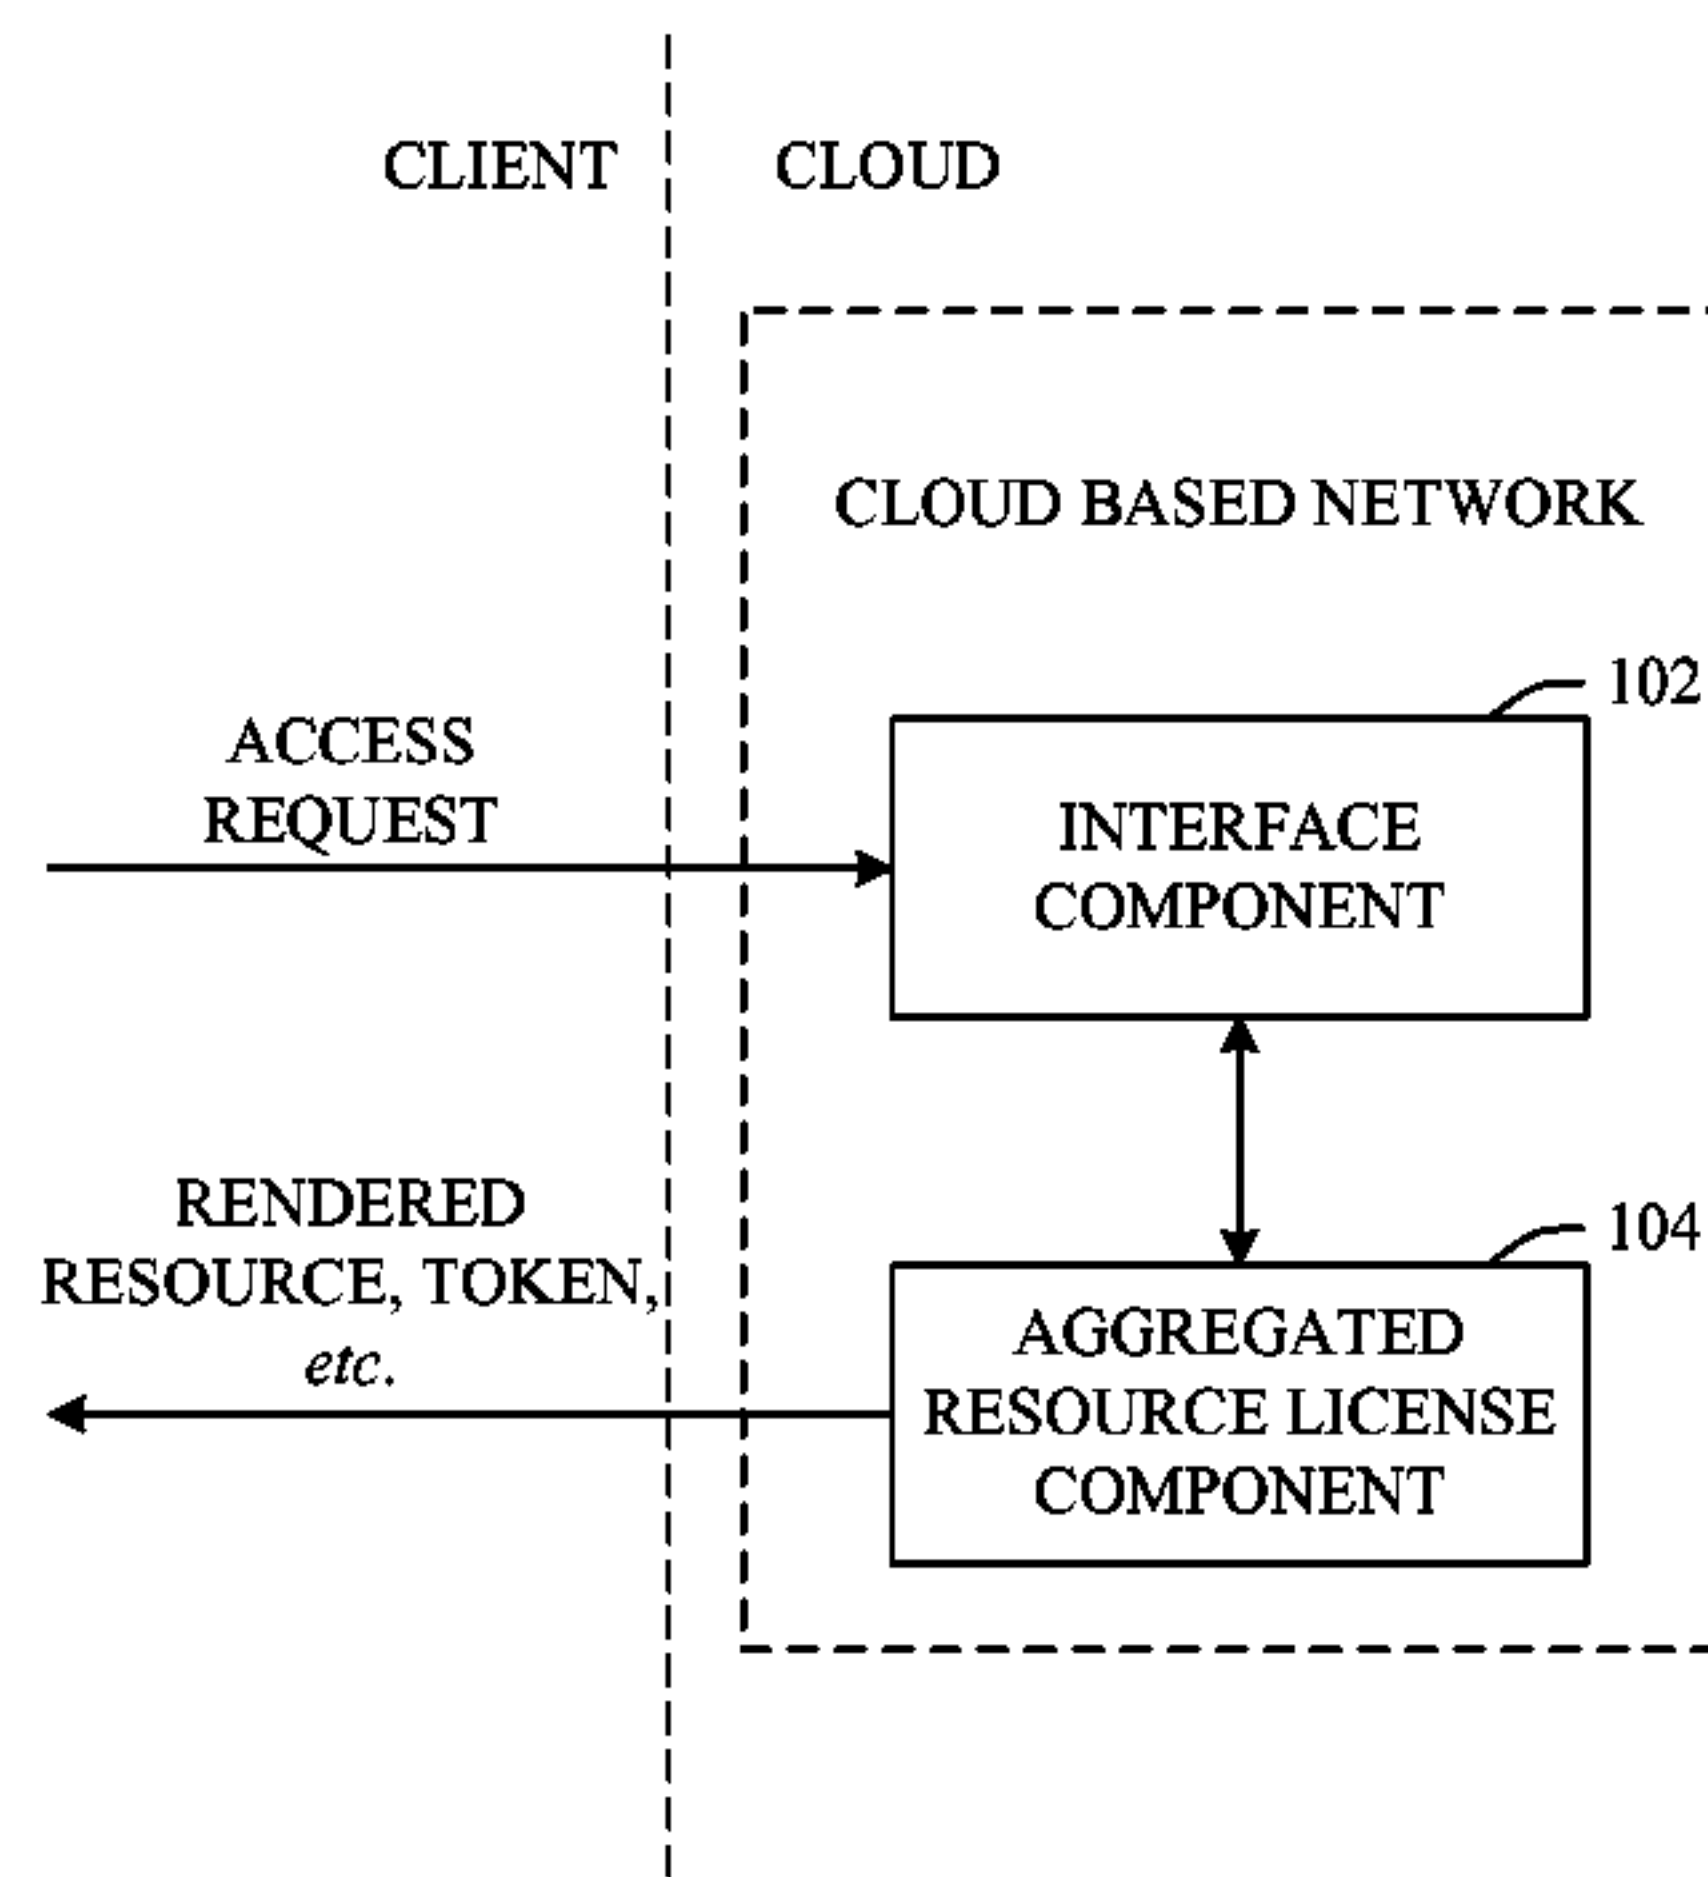 CLIENT
CLOUD
CLOUD BASED NETWORK
102
ACCESS
REQUEST
INTERFACE
COMPONENT
RENDERED
RESOURCE, TOKEN,
etc.
104
AGGREGATED
RESOURCE LICENSE
COMPONENT